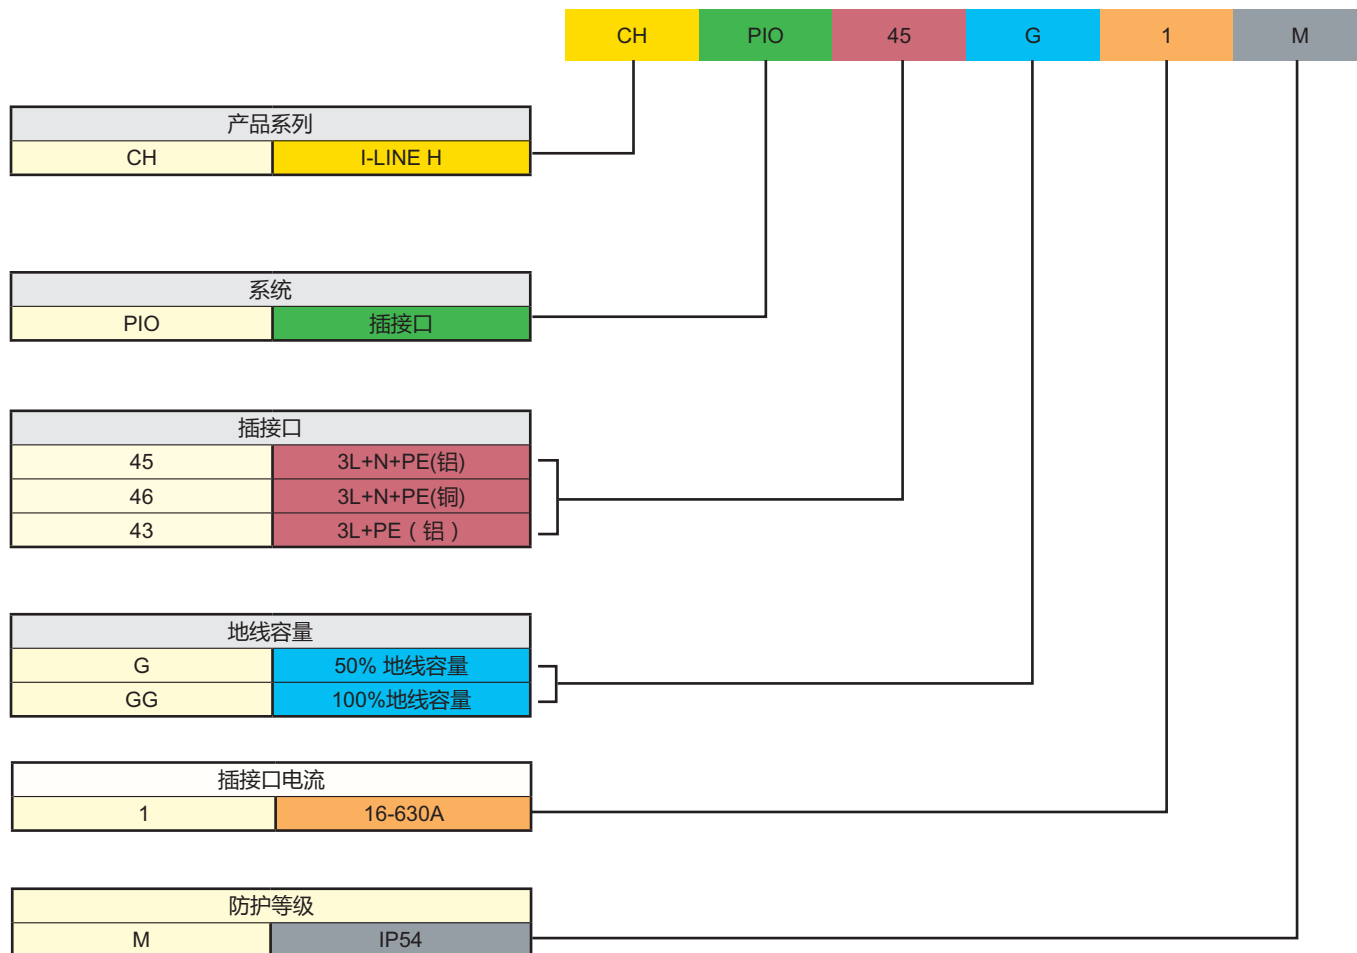 CH PIO 45 G 1 M
产品系列
CH I-LINE H
系统
PIO 插接口
插接口
45 3L+N+PE(铝)
46 3L+N+PE(铜)
43 3L+PE ( 铝 )
地线容量
G 50% 地线容量
GG 100%地线容量
插接口电流
1 16-630A
防护等级
M IP54